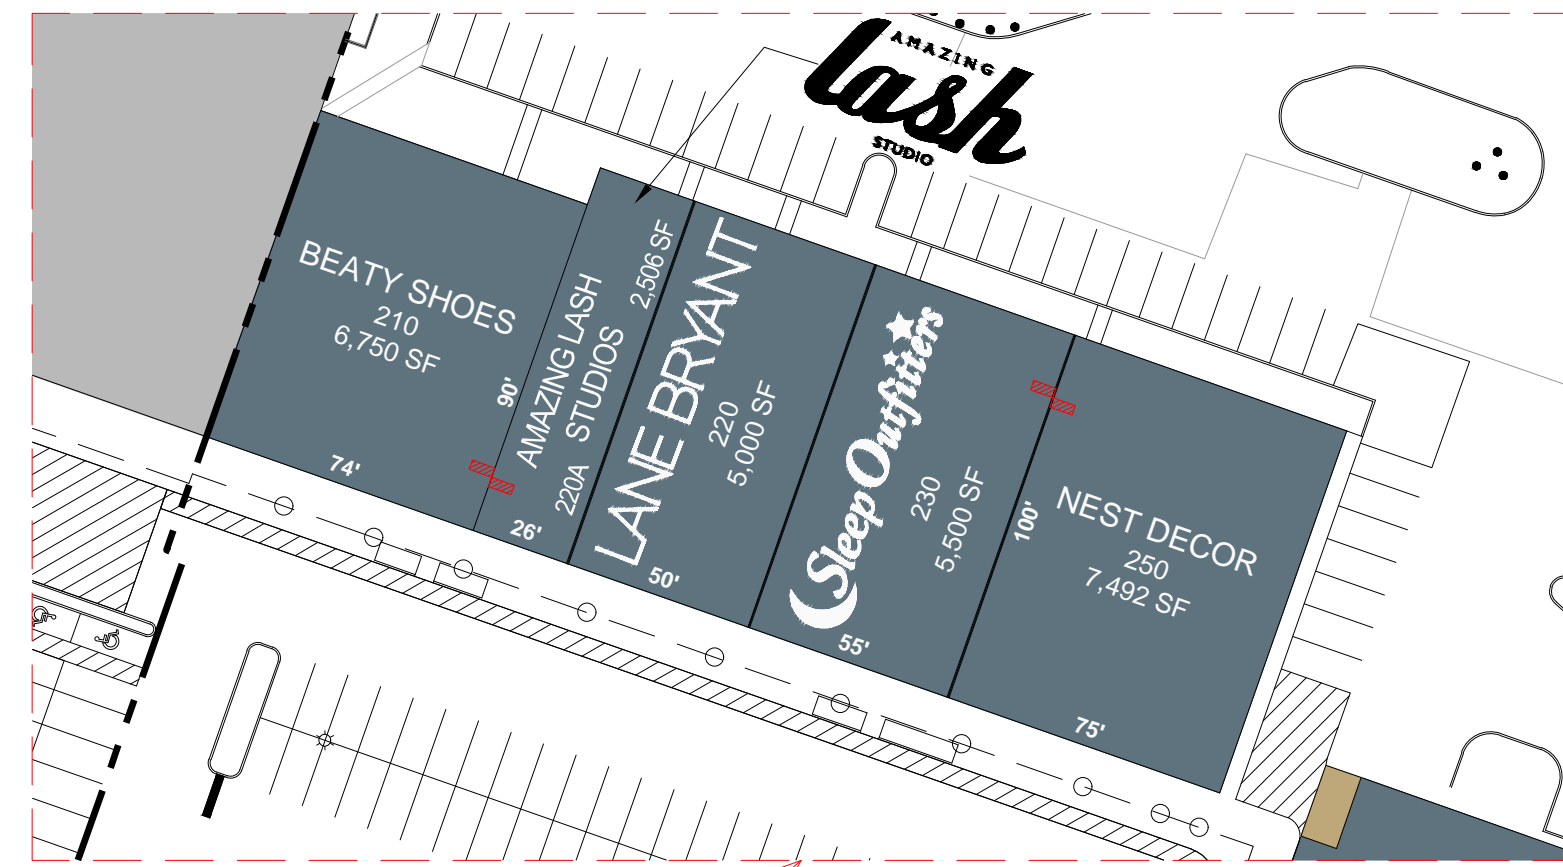 AMAZING
lash
STUDIO
BEATY SHOES
210
6,750 SF
74'
90'
AMAZING LASH
STUDIOS
220A
2,506 SF
26'
LANE BRYANT
220
5,000 SF
50'
Sleep Outfitters
230
5,500 SF
55'
100'
NEST DECOR
250
7,492 SF
75'